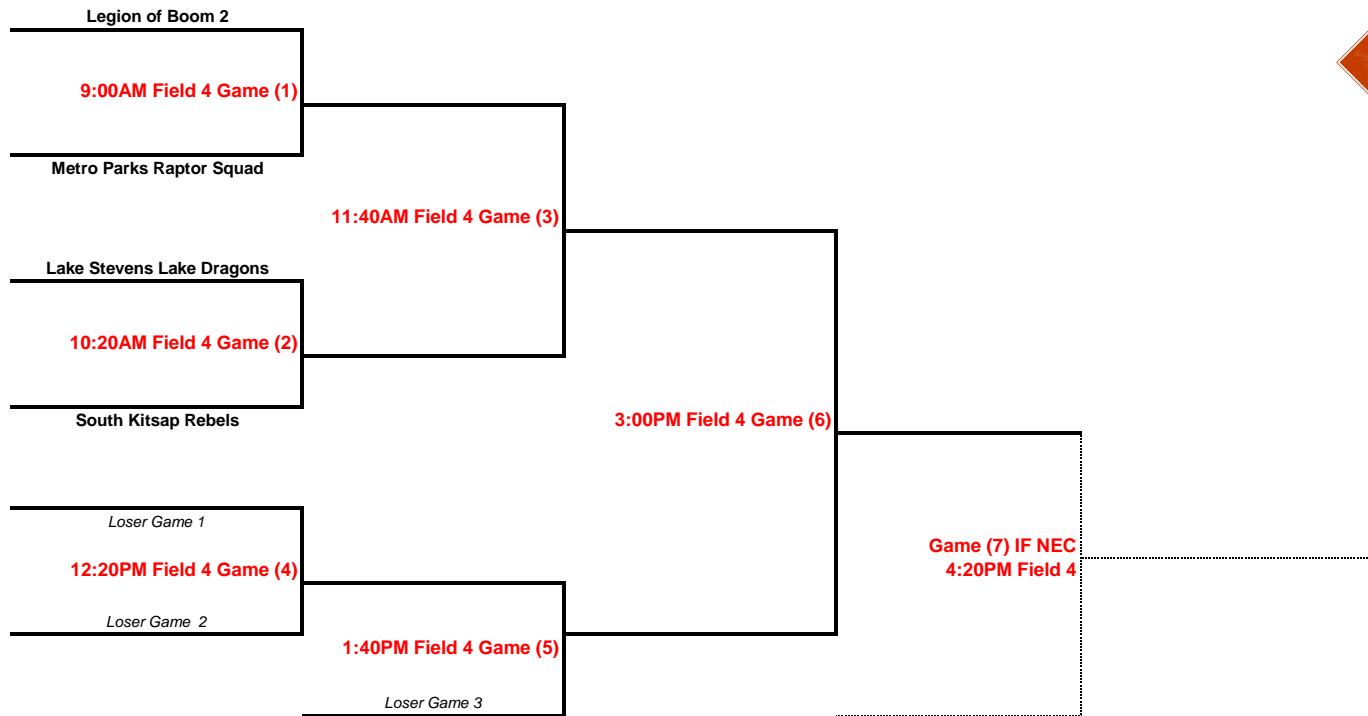 Legion of Boom 2
9:00AM Field 4 Game (1)
Metro Parks Raptor Squad
11:40AM Field 4 Game (3)
Lake Stevens Lake Dragons
10:20AM Field 4 Game (2)
South Kitsap Rebels
3:00PM Field 4 Game (6)
Loser Game 1
Game (7) IF NEC
12:20PM Field 4 Game (4)
4:20PM Field 4
Loser Game 2
1:40PM Field 4 Game (5)
Loser Game 3